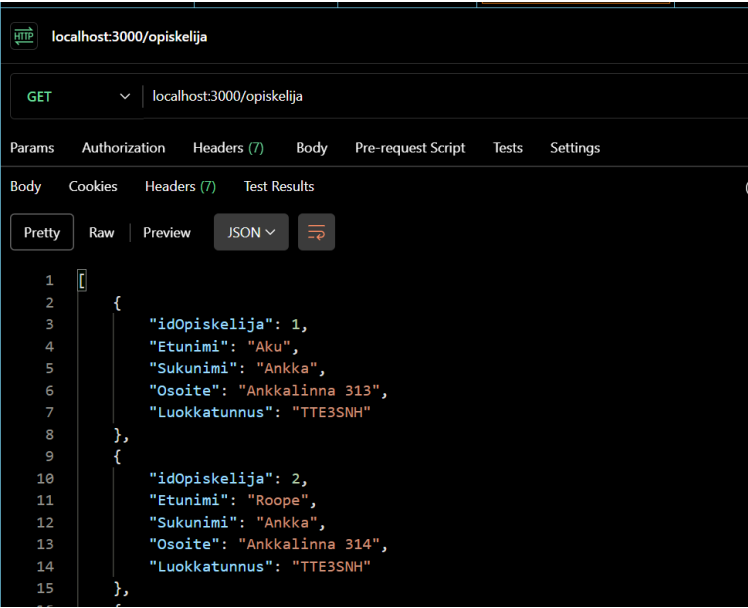 HTTP localhost:3000/opiskelija
GET localhost:3000/opiskelija
Params Authorization Headers (7) Body Pre-request Script Tests Settings
Body Cookies Headers (7) Test Results
Pretty Raw Preview JSON
1 [
2 {
3 "idOpiskelija": 1,
4 "Etunimi": "Aku",
5 "Sukunimi": "Ankka",
6 "Osoite": "Ankkalinna 313",
7 "Luokkatunnus": "TTE3SNH"
8 },
9 {
10 "idOpiskelija": 2,
11 "Etunimi": "Roope",
12 "Sukunimi": "Ankka",
13 "Osoite": "Ankkalinna 314",
14 "Luokkatunnus": "TTE3SNH"
15 },